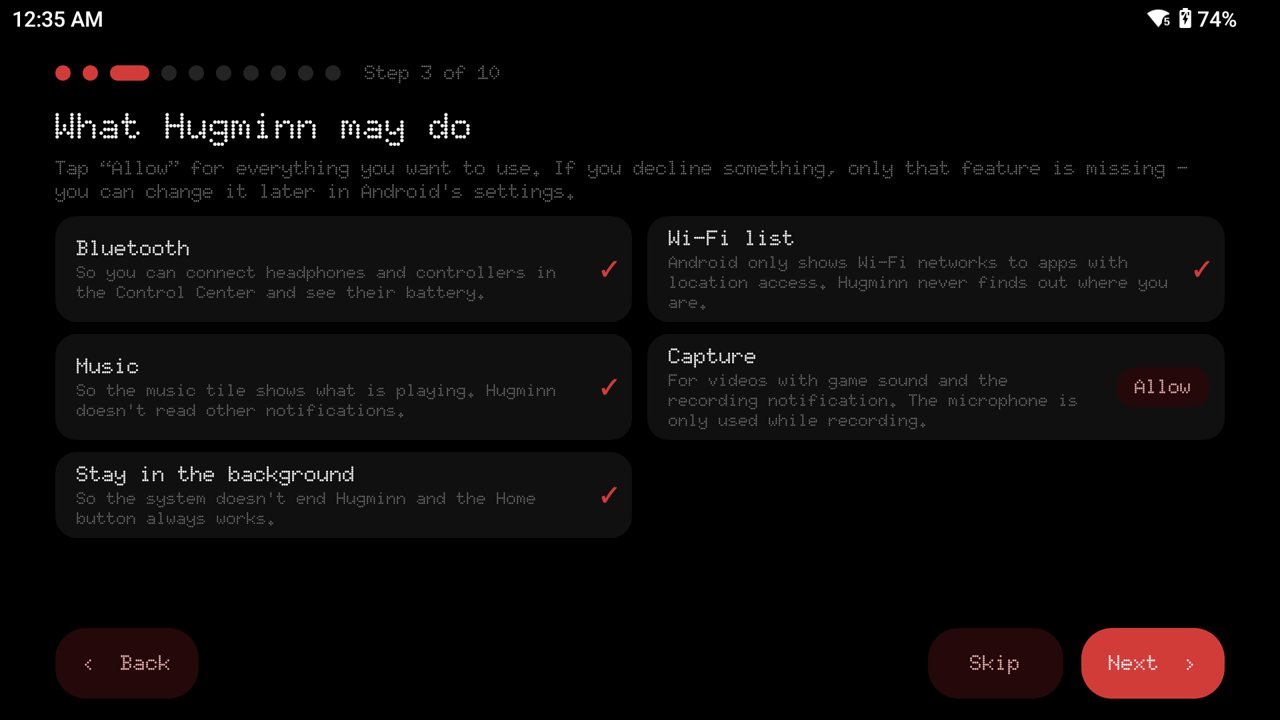 12:35 AM
5
74%
Step 3 of 10
What Hugminn may do
Tap “Allow” for everything you want to use. If you decline something, only that feature is missing –
you can change it later in Android's settings.
Bluetooth
So you can connect headphones and controllers in
the Control Center and see their battery.
✓
Wi-Fi list
Android only shows Wi-Fi networks to apps with
location access. Hugminn never finds out where you
are.
✓
Music
So the music tile shows what is playing. Hugminn
doesn't read other notifications.
✓
Capture
For videos with game sound and the
recording notification. The microphone is
only used while recording.
Allow
Stay in the background
So the system doesn't end Hugminn and the Home
button always works.
✓
‹ Back
Skip
Next ›